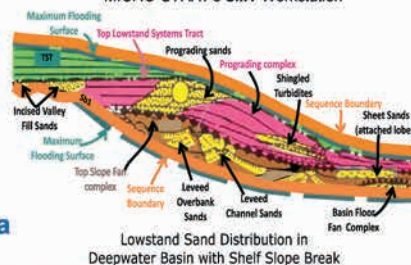 Maximum Flooding
Surface
Top Lowstand Systems Tract
Prograding sands
Prograding complex
Shingled
Turbidites
Sequence Boundary
Sheet Sands
(attached lobe
TST
Sb1
Incised Valley
Fill Sands
Maximum
Flooding Surface
Top Slope Fan
complex
Sequence
Boundary
Leveed
Overbank
Sands
Leveed
Channel Sands
Basin Floor
Fan Complex
a
Lowstand Sand Distribution in
Deepwater Basin with Shelf Slope Break